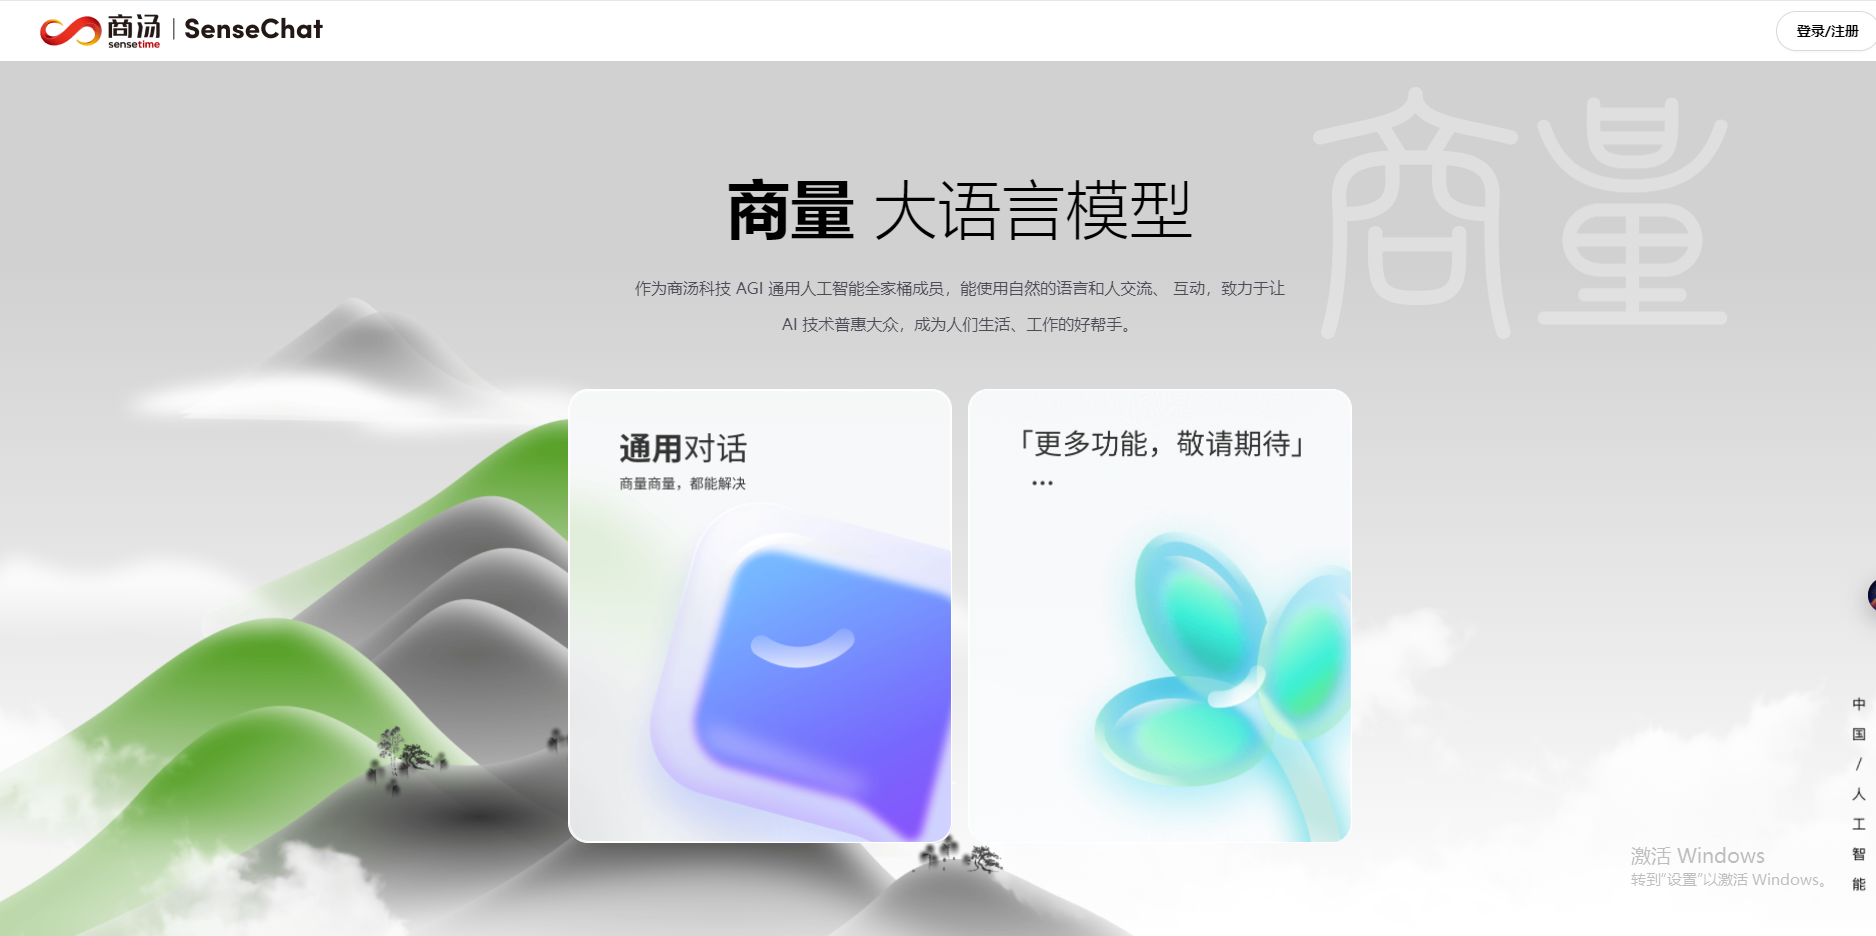 商汤
sensetime
SenseChat
登录/注册
商量
商量 大语言模型
作为商汤科技 AGI 通用人工智能全家桶成员，能使用自然的语言和人交流、 互动，致力于让
AI 技术普惠大众，成为人们生活、工作的好帮手。
通用对话
商量商量，都能解决
「更多功能，敬请期待」
...
中
国
/
人
工
智
能
激活 Windows
转到“设置”以激活 Windows。